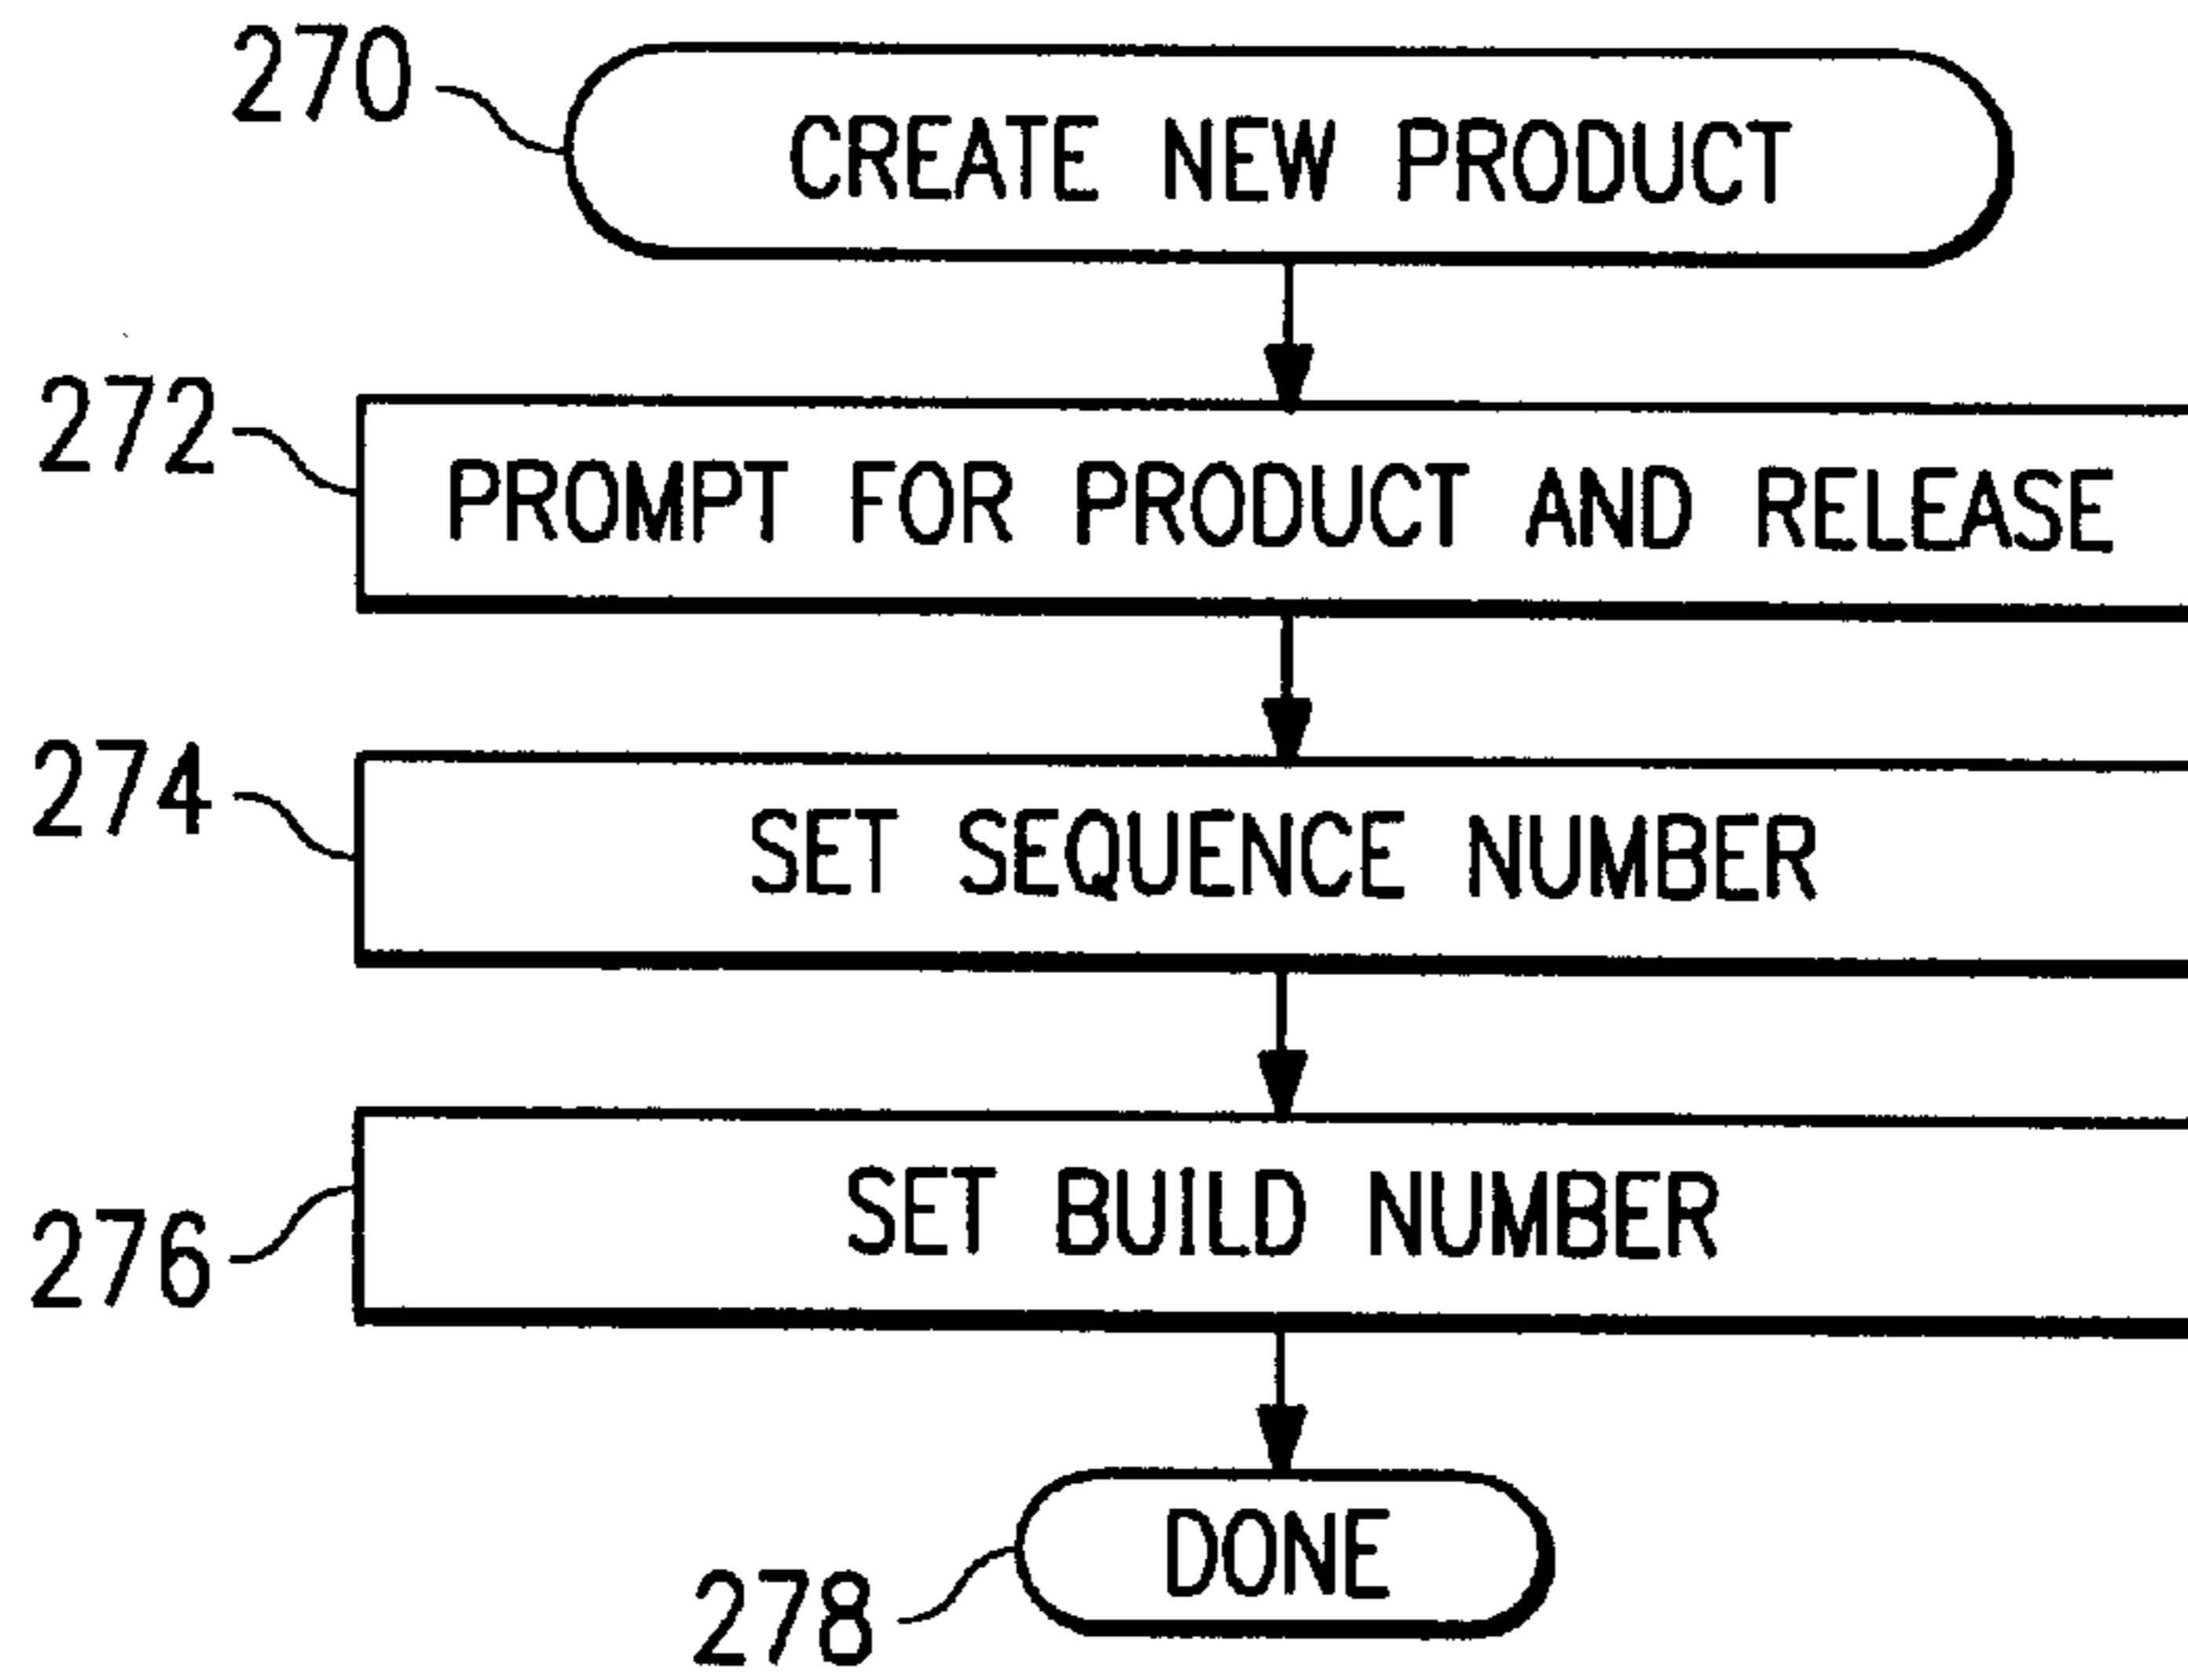 270
CREATE NEW PRODUCT
272
PROMPT FOR PRODUCT AND RELEASE
274
SET SEQUENCE NUMBER
276
SET BUILD NUMBER
278
DONE